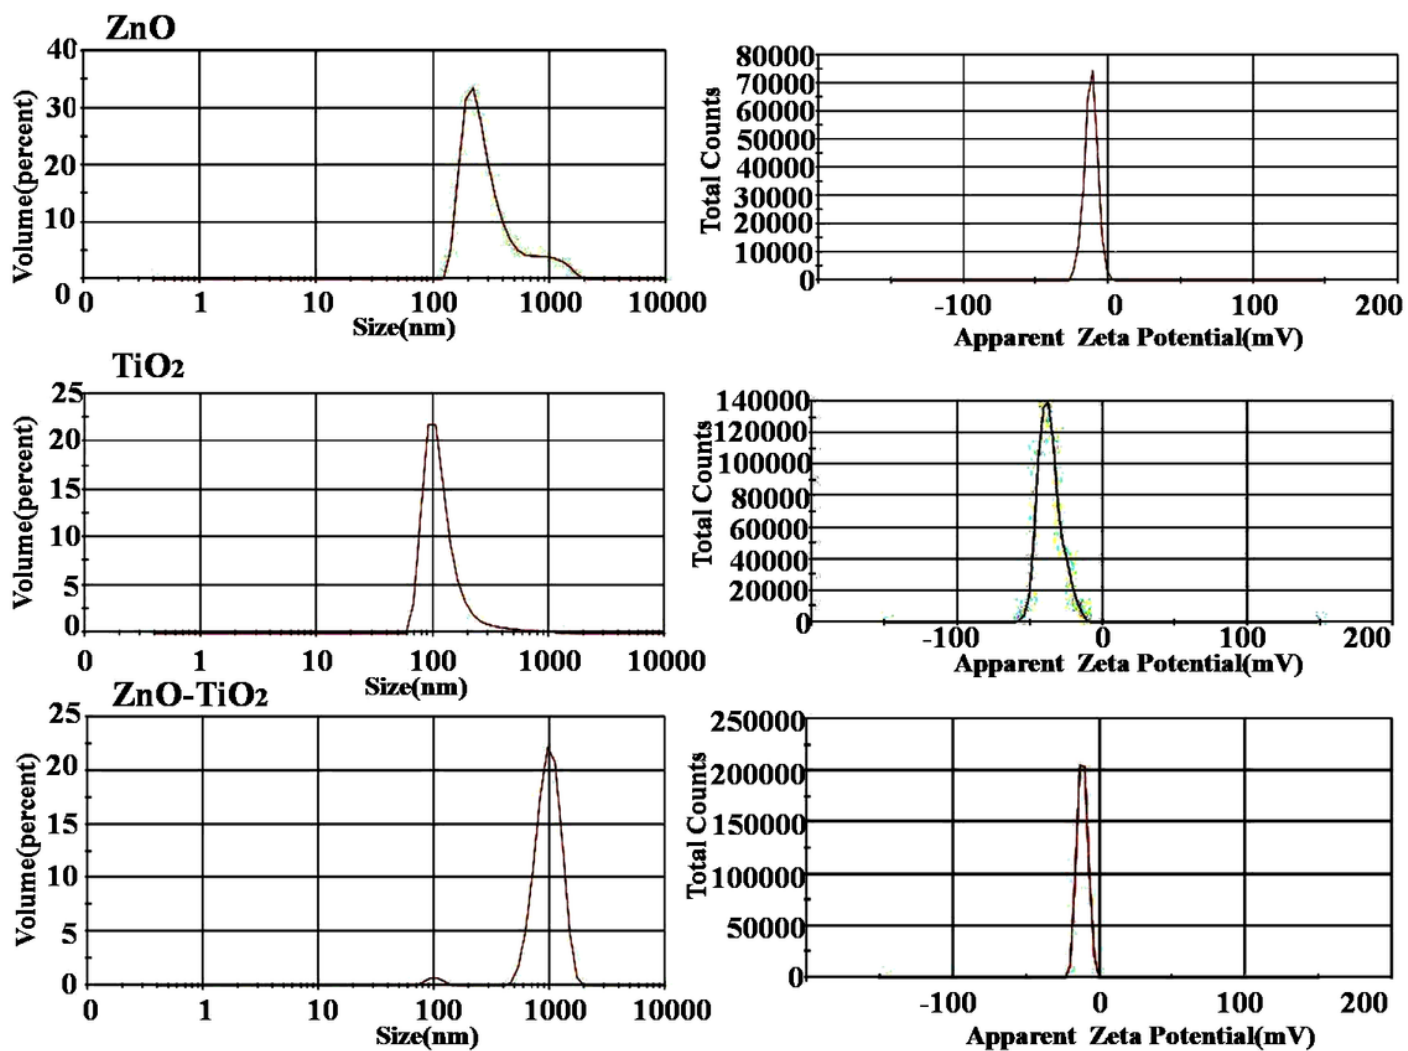 ZnO
40
30
20
10
0
Volume(percent)
0 1 10 100 1000 10000
Size(nm)
80000
70000
60000
50000
40000
30000
20000
10000
0
Total Counts
-100 0 100 200
Apparent Zeta Potential(mV)
TiO2
25
20
15
10
5
0
Volume(percent)
0 1 10 100 1000 10000
Size(nm)
140000
120000
100000
80000
60000
40000
20000
0
Total Counts
-100 0 100 200
Apparent Zeta Potential(mV)
ZnO-TiO2
25
20
15
10
5
0
Volume(percent)
0 1 10 100 1000 10000
Size(nm)
250000
200000
150000
100000
50000
0
Total Counts
-100 0 100 200
Apparent Zeta Potential(mV)